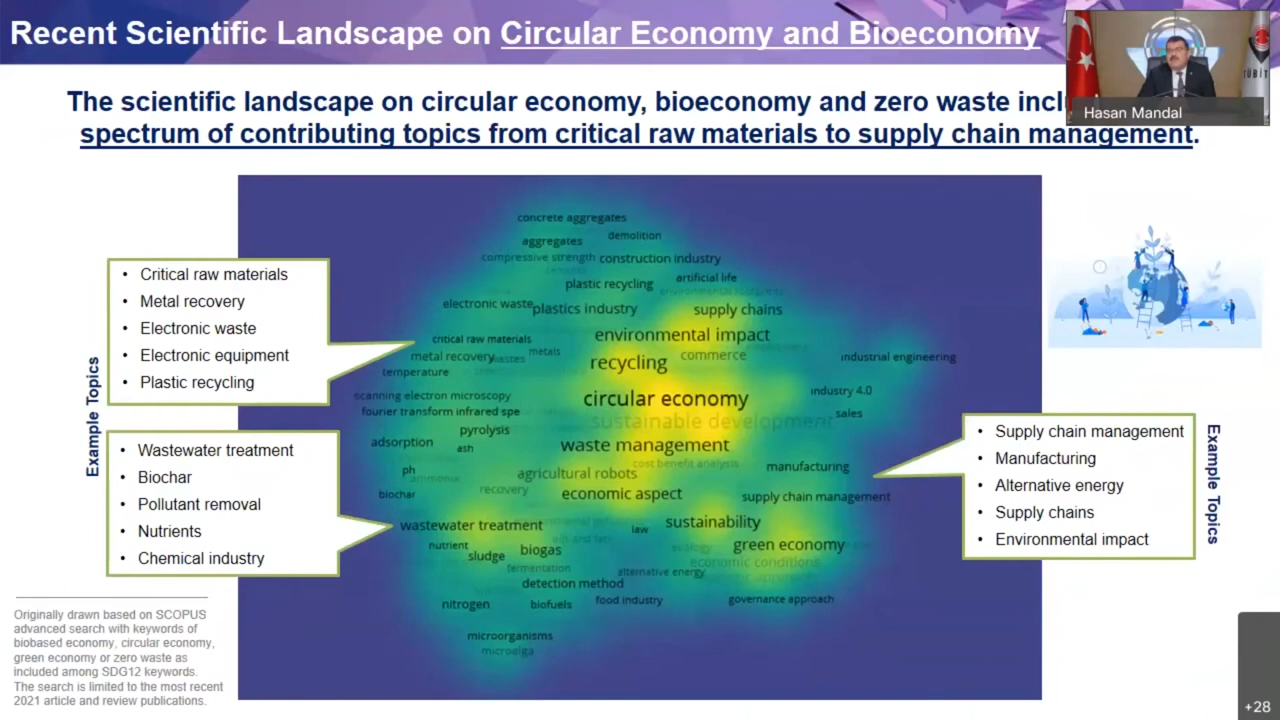 Recent Scientific Landscape on Circular Economy and Bioeconomy
TÜBİT
Hasan Mandal
The scientific landscape on circular economy, bioeconomy and zero waste
spectrum of contributing topics from critical raw materials to supply chain management.
concrete aggregates
demolition
aggregates
compressive strength construction industry
artificial life
plastic recycling
electronic waste plastics industry
supply chains
environmental impact
critical raw materials
metal recovery wastes metals
recycling commerce
industrial engineering
temperature
industry 4.0
scanning electron microscopy
circular economy
fourier transform infrared spe
sales
sustainable development
pyrolysis
adsorption
ash
waste management
cost benefit analysis
manufacturing
ph
ammonia
agricultural robots
recovery
biochar
economic aspect
supply chain management
wastewater treatment
law
sustainability
nutrient
sludge
biogas
ecology
green economy
economic conditions
fermentation
alternative energy
detection method
nitrogen
biofuels
food industry
governance approach
microorganisms
microalga
Example Topics
• Critical raw materials
• Metal recovery
• Electronic waste
• Electronic equipment
• Plastic recycling
• Wastewater treatment
• Biochar
• Pollutant removal
• Nutrients
• Chemical industry
• Supply chain management
• Manufacturing
• Alternative energy
• Supply chains
• Environmental impact
Example Topics
Originally drawn based on SCOPUS
advanced search with keywords of
biobased economy, circular economy,
green economy or zero waste as
included among SDG12 keywords.
The search is limited to the most recent
2021 article and review publications.
+28